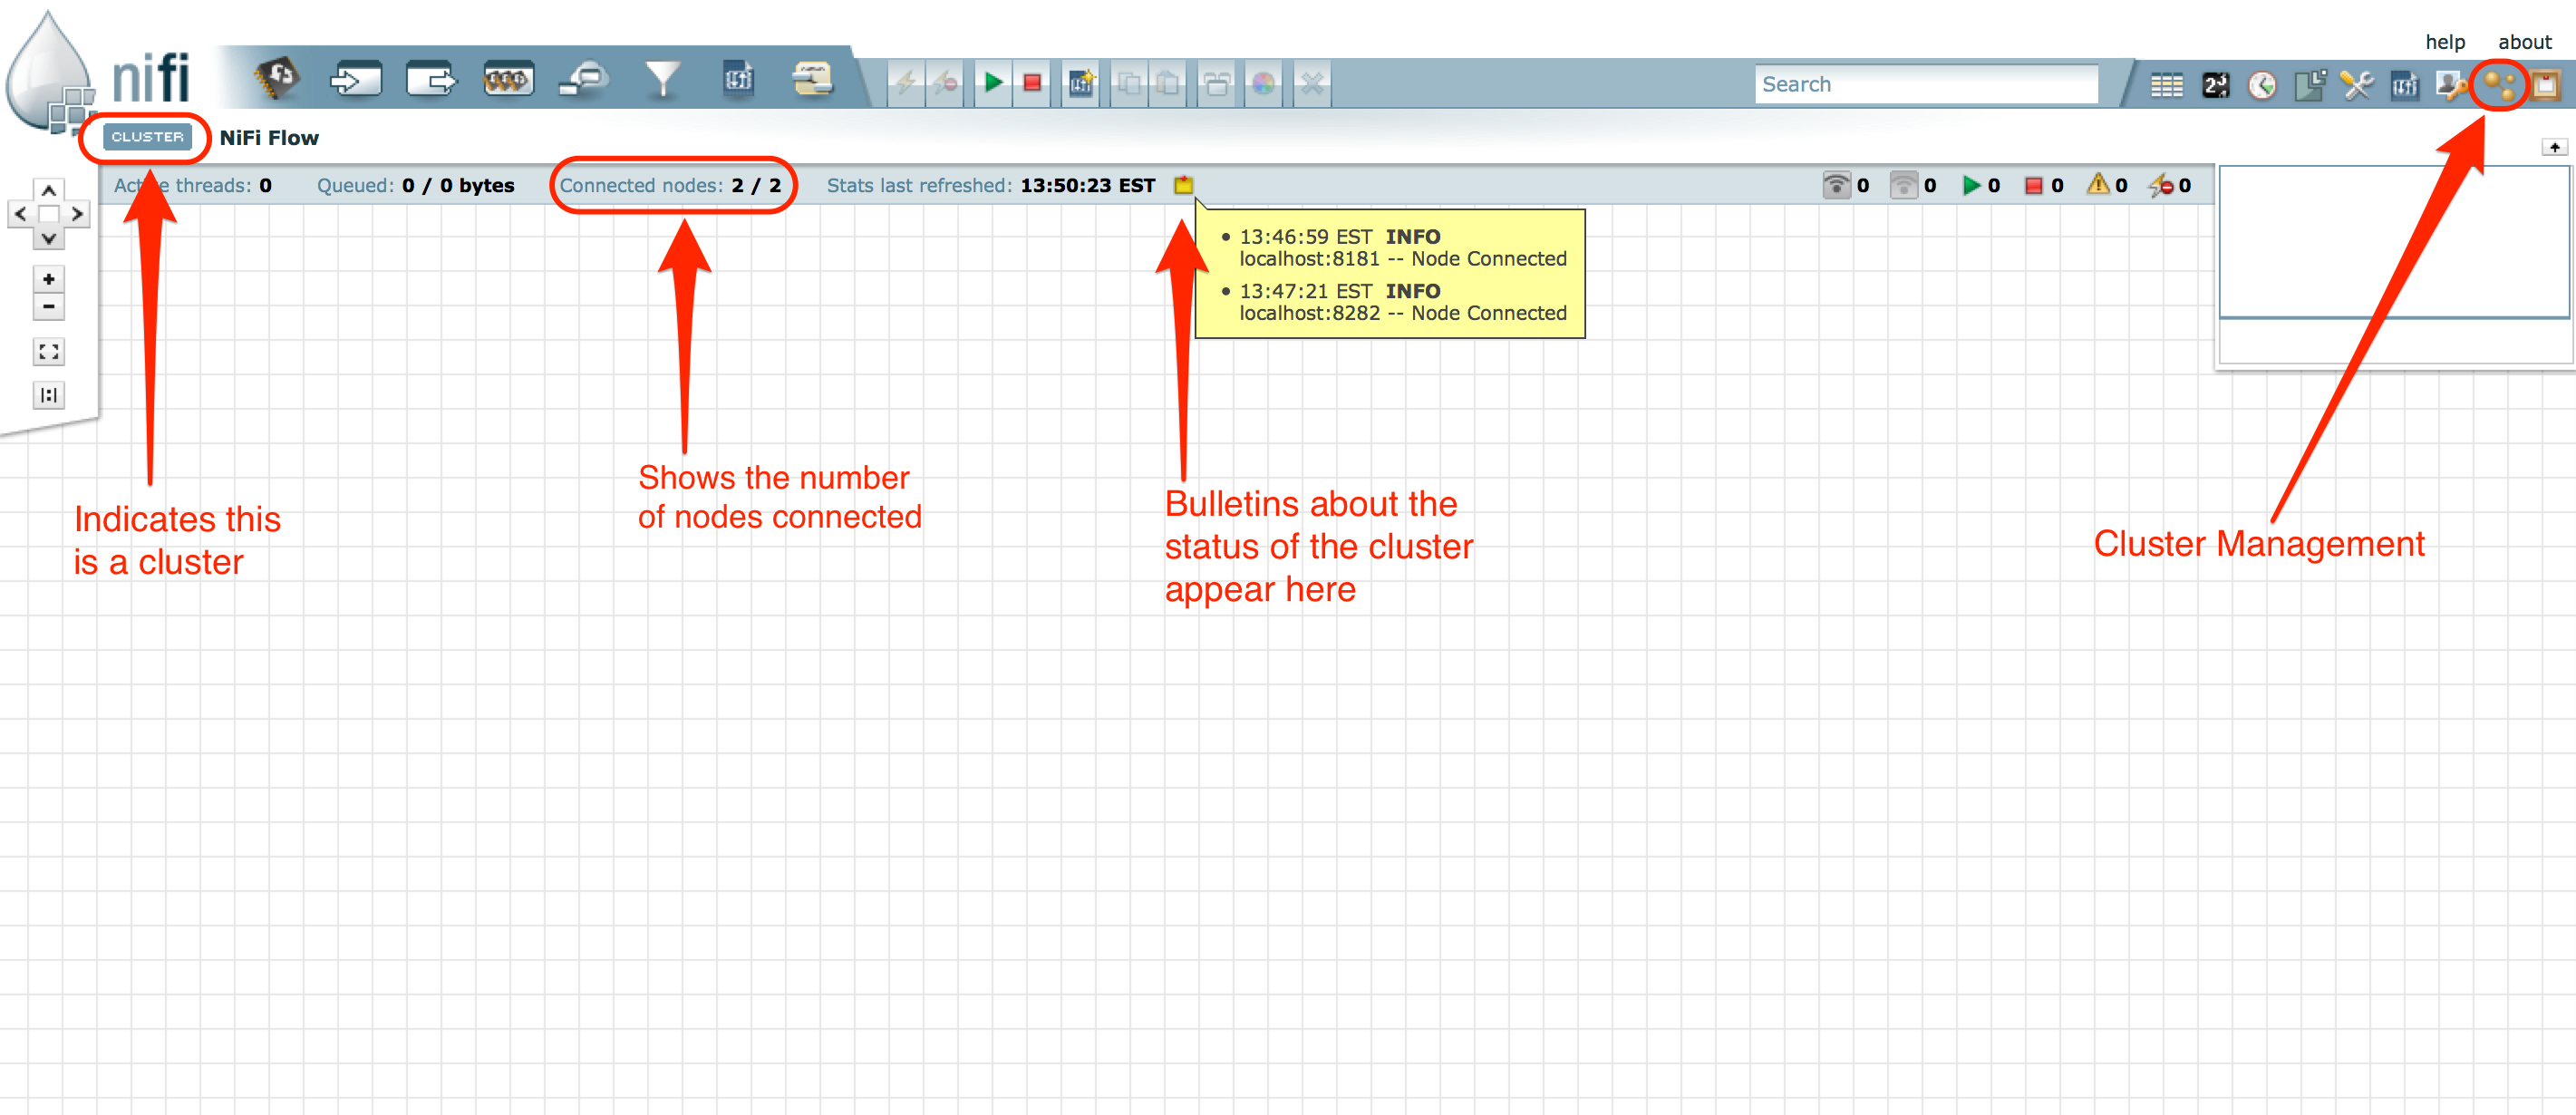 help about
nifi
Search
CLUSTER NiFi Flow
Active threads: 0 Queued: 0 / 0 bytes Connected nodes: 2 / 2 Stats last refreshed: 13:50:23 EST 0 0 0 0 0 0
• 13:46:59 EST INFO
localhost:8181 -- Node Connected
• 13:47:21 EST INFO
localhost:8282 -- Node Connected
Indicates this
is a cluster
Shows the number
of nodes connected
Bulletins about the
status of the cluster
appear here
Cluster Management